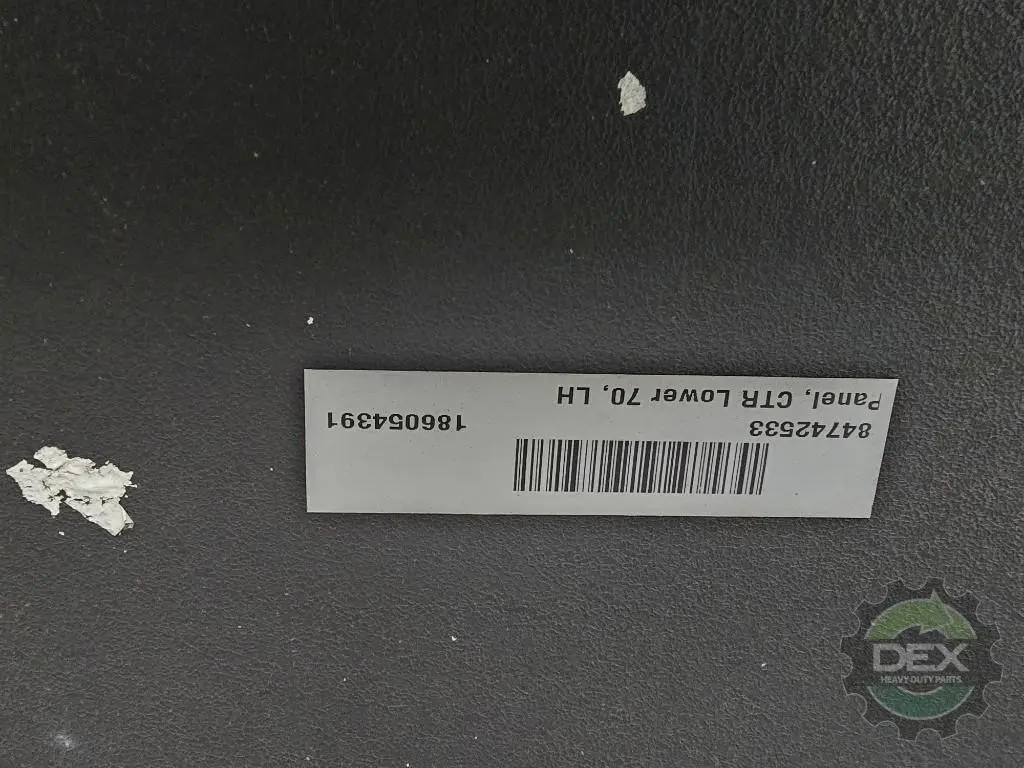 84742533 186054391
Panel, CTR Lower 70, LH
DEX
HEAVY DUTY PARTS